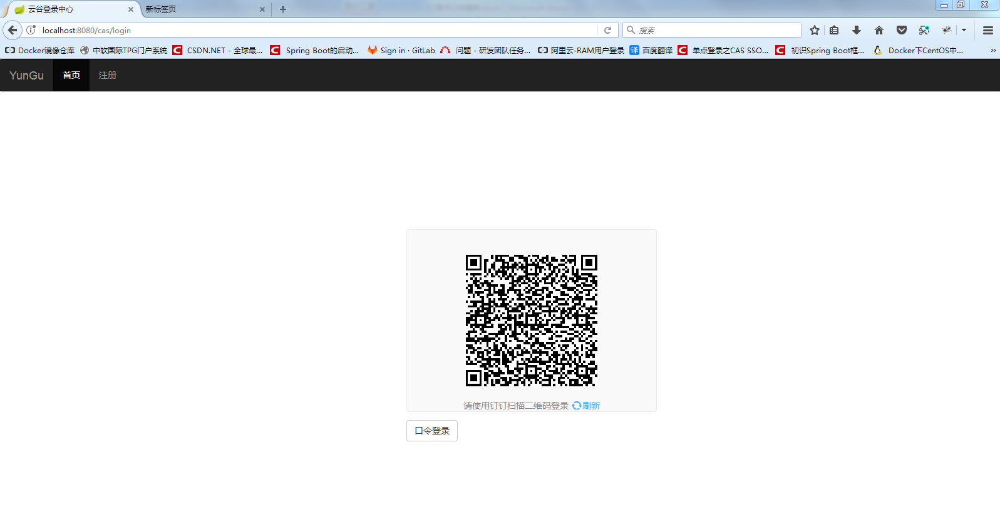 云谷登录中心 新标签页
localhost:8080/cas/login 搜索
Docker镜像仓库 中软国际TPG门户系统 CSDN.NET - 全球最... Spring Boot的启动... Sign in · GitLab 问题 - 研发团队任务... 阿里云-RAM用户登录 译 百度翻译 单点登录之CAS SSO... 初识Spring Boot框... Docker下CentOS中...
YunGu 首页 注册
请使用钉钉扫描二维码登录 刷新
口令登录